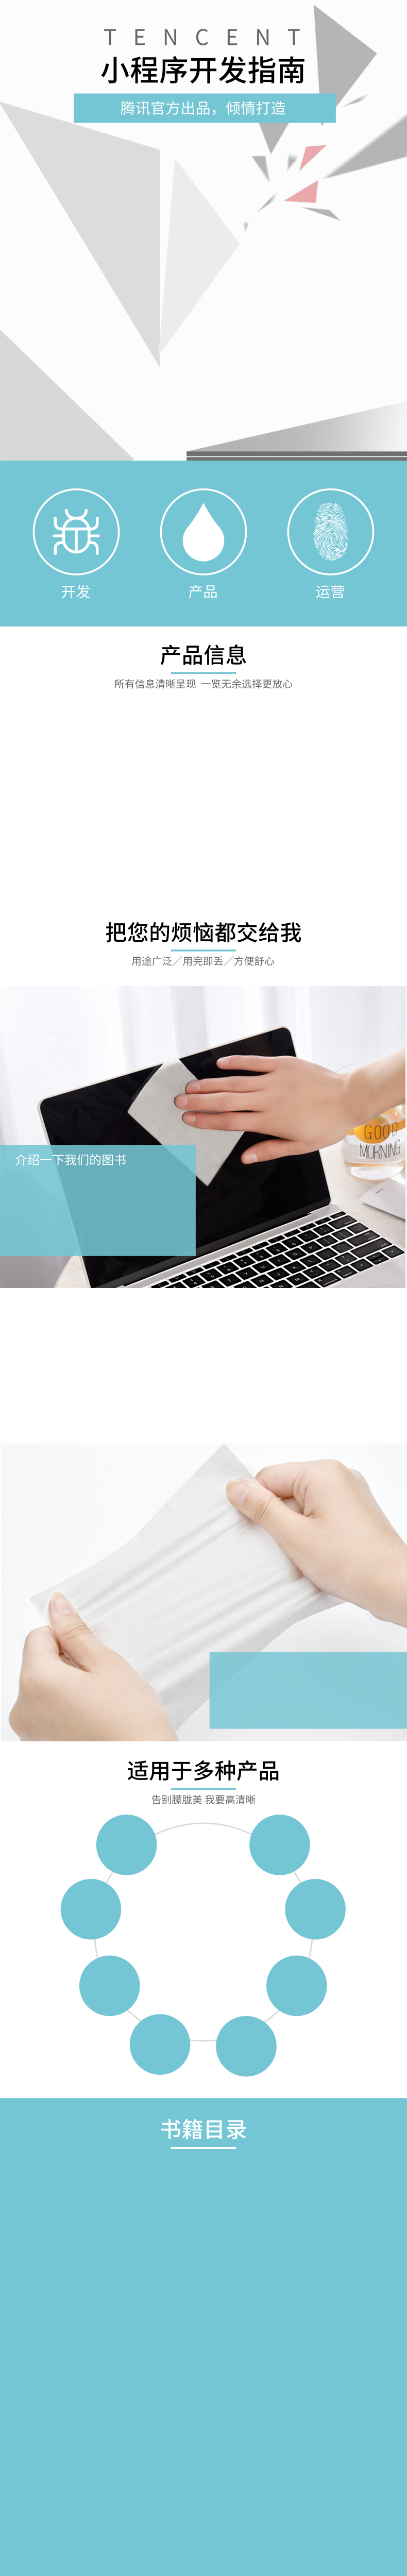 TENCENT
小程序开发指南
腾讯官方出品，倾情打造
开发
产品
运营
产品信息
所有信息清晰呈现 一览无余选择更放心
把您的烦恼都交给我
用途广泛／用完即丢／方便舒心
GOOD
MORNING
介绍一下我们的图书
适用于多种产品
告别朦胧美 我要高清晰
书籍目录